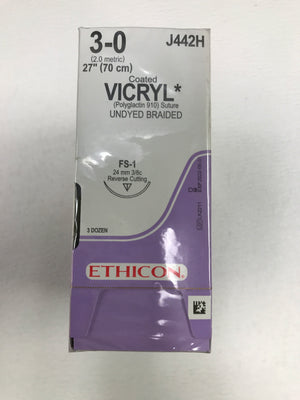 3-0 J442H
(2.0 metric)
27" (70 cm)
Coated
VICRYL*
(Polyglactin 910) Suture
UNDYED BRAIDED
FS-1
24 mm 3/8c
Reverse Cutting
3 DOZEN
ETHICON